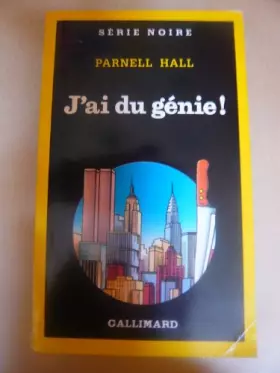 SÉRIE NOIRE
PARNELL HALL
J'ai du génie!
GALLIMARD